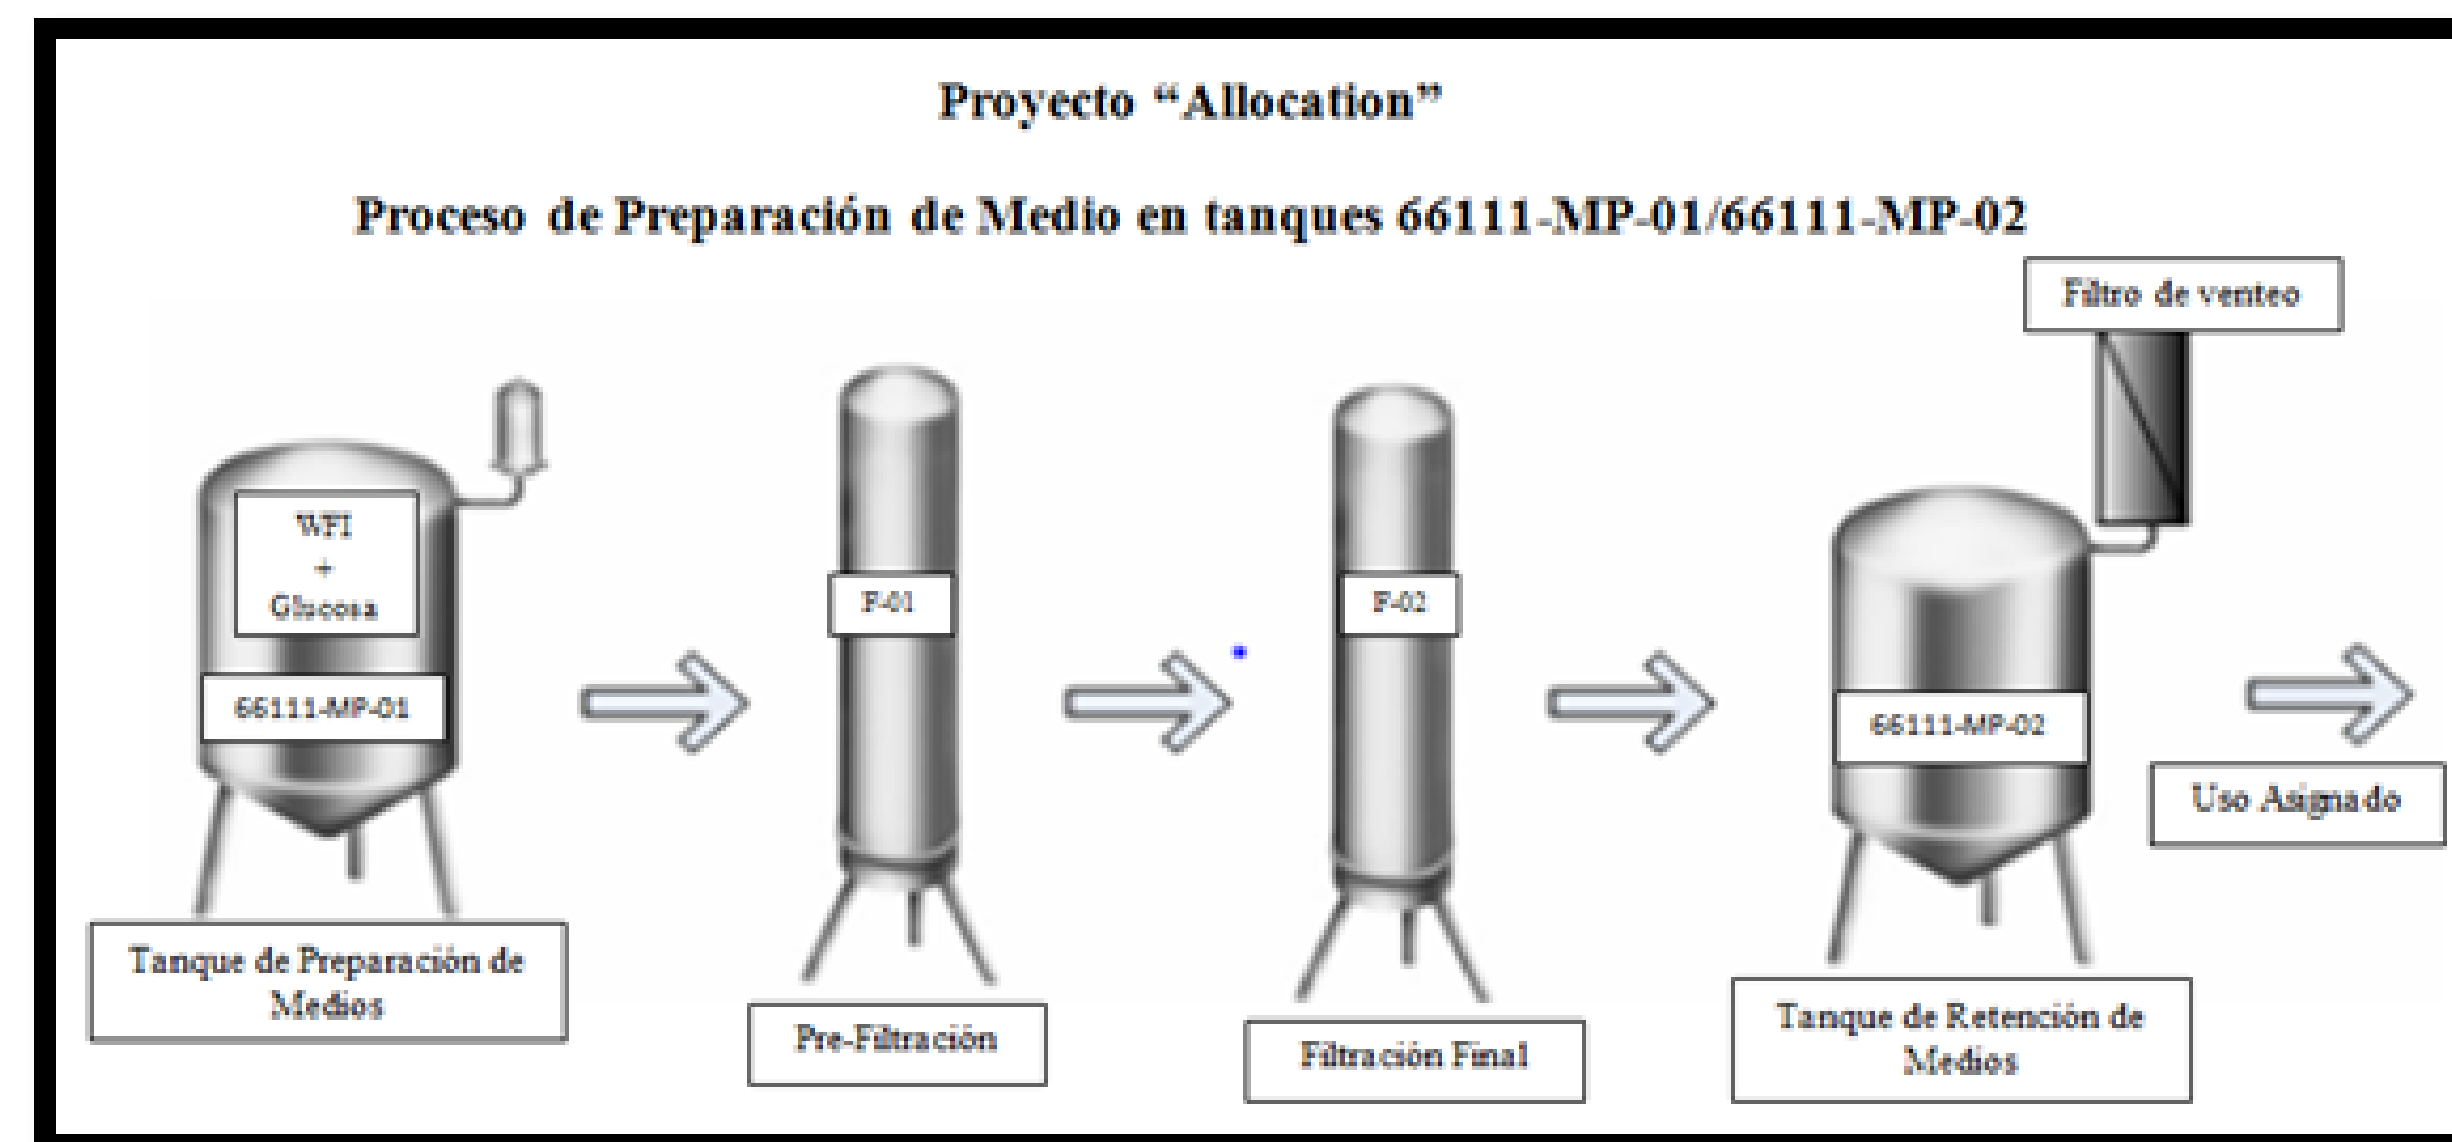 Proyecto “Allocation”
Proceso de Preparación de Medio en tanques 66111-MP-01/66111-MP-02
Filtro de venteo
WFI
+
Glucosa
66111-MP-01
F-01
F-02
66111-MP-02
Uso Asignado
Tanque de Preparación de
Medios
Pre-Filtración
Filtración Final
Tanque de Retención de
Medios